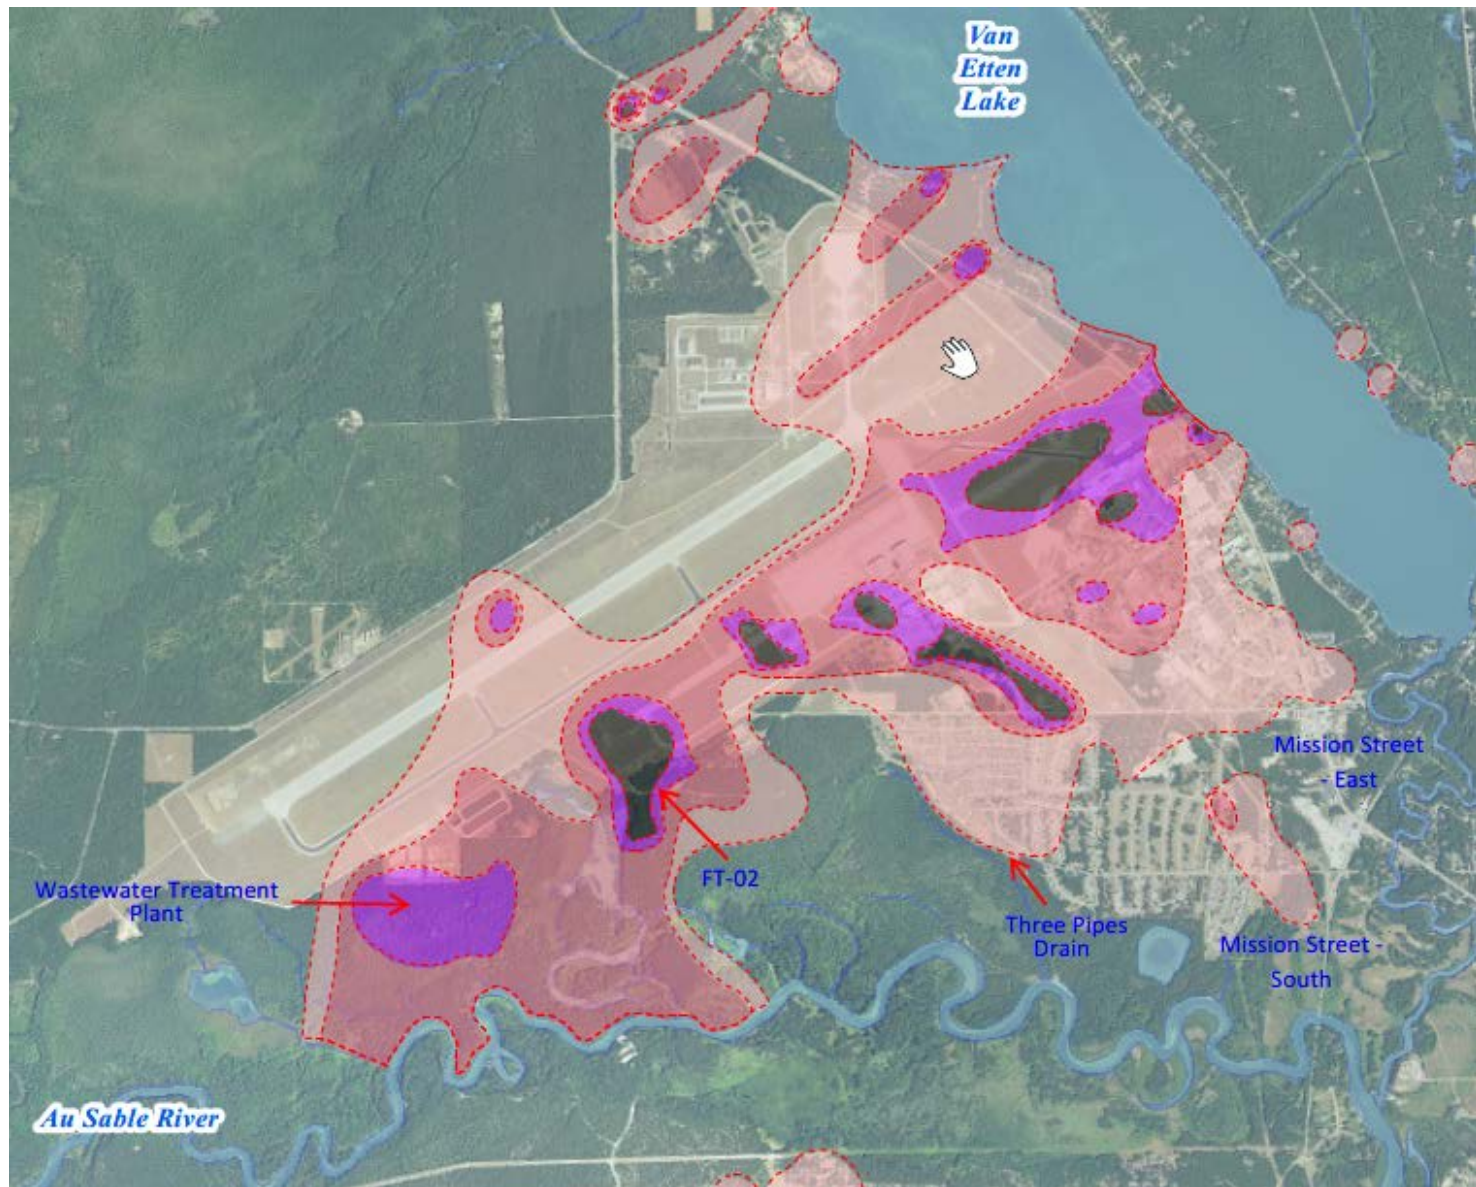 Van
Etten
Lake
Mission Street
- East
Wastewater Treatment
Plant
FT-02
Three Pipes
Drain
Mission Street -
South
Au Sable River